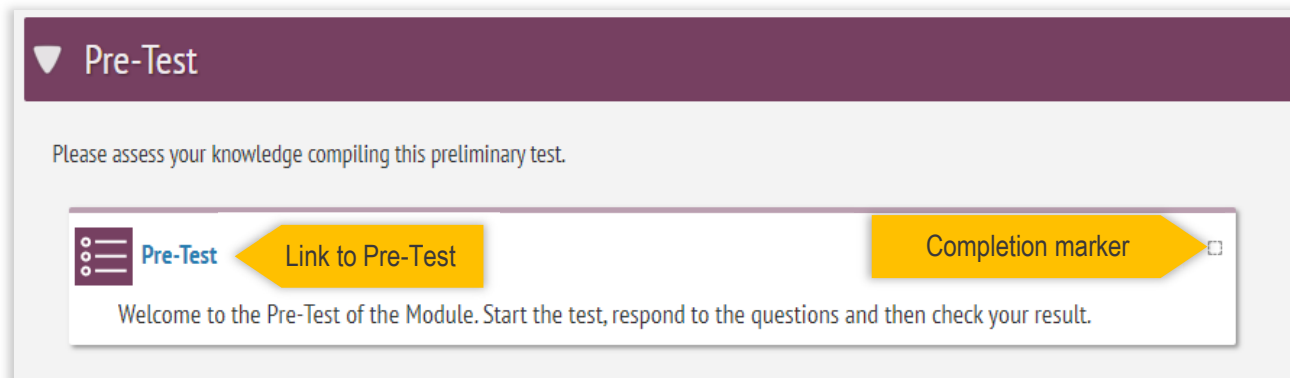 Pre-Test
Please assess your knowledge compiling this preliminary test.
Pre-Test
Link to Pre-Test
Completion marker
Welcome to the Pre-Test of the Module. Start the test, respond to the questions and then check your result.